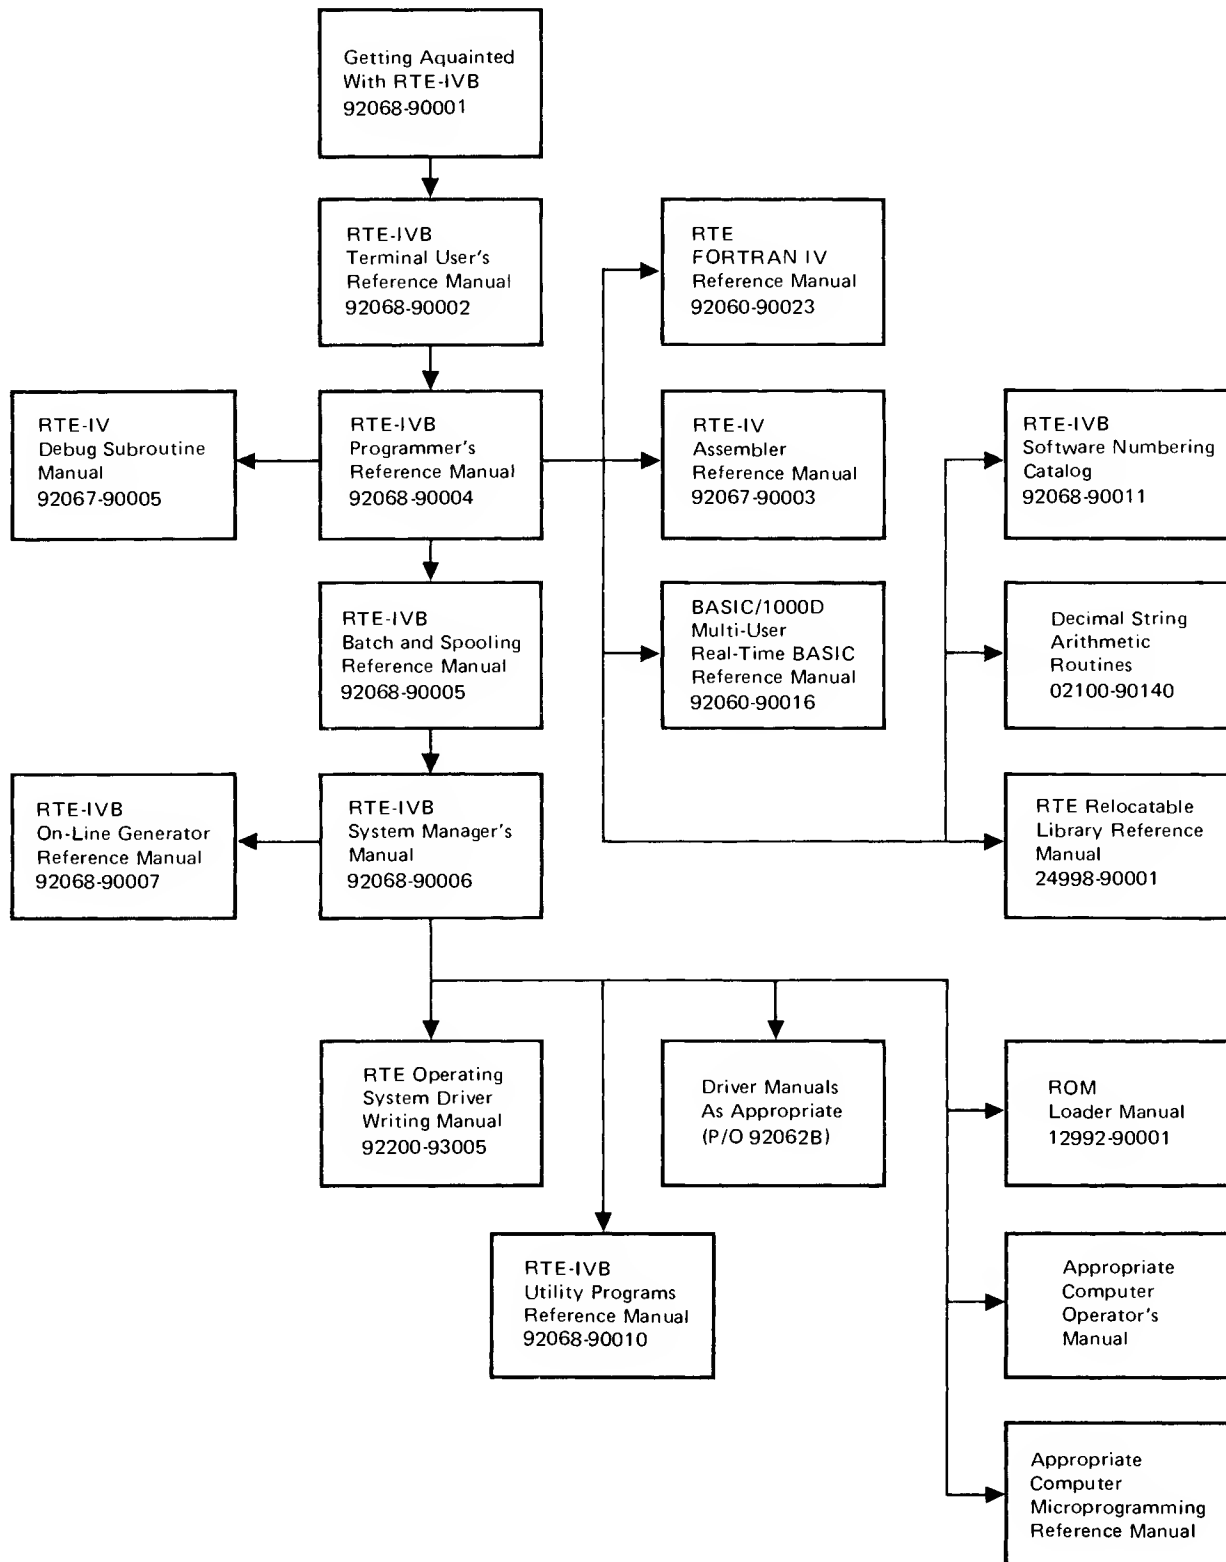 Getting Aquainted
With RTE-IVB
92068-90001
RTE-IVB
Terminal User's
Reference Manual
92068-90002
RTE
FORTRAN IV
Reference Manual
92060-90023
RTE-IV
Debug Subroutine
Manual
92067-90005
RTE-IVB
Programmer's
Reference Manual
92068-90004
RTE-IV
Assembler
Reference Manual
92067-90003
RTE-IVB
Software Numbering
Catalog
92068-90011
RTE-IVB
Batch and Spooling
Reference Manual
92068-90005
BASIC/1000D
Multi-User
Real-Time BASIC
Reference Manual
92060-90016
Decimal String
Arithmetic
Routines
02100-90140
RTE-IVB
On-Line Generator
Reference Manual
92068-90007
RTE-IVB
System Manager's
Manual
92068-90006
RTE Relocatable
Library Reference
Manual
24998-90001
RTE Operating
System Driver
Writing Manual
92200-93005
Driver Manuals
As Appropriate
(P/O 92062B)
ROM
Loader Manual
12992-90001
RTE-IVB
Utility Programs
Reference Manual
92068-90010
Appropriate
Computer
Operator's
Manual
Appropriate
Computer
Microprogramming
Reference Manual